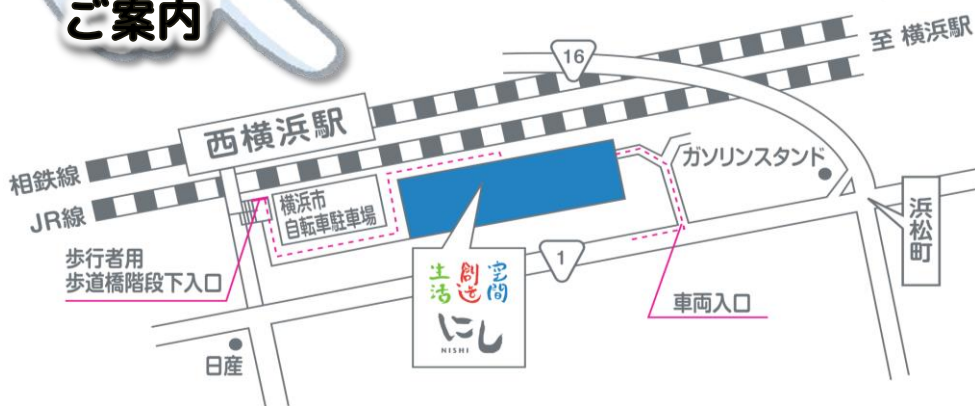 ご案内
16
至 横浜駅
西横浜駅
相鉄線
JR線
横浜市
自転車駐車場
ガソリンスタンド
浜松町
歩行者用
歩道橋階段下入口
1
生活創造空間
にし
NISHI
車両入口
日産